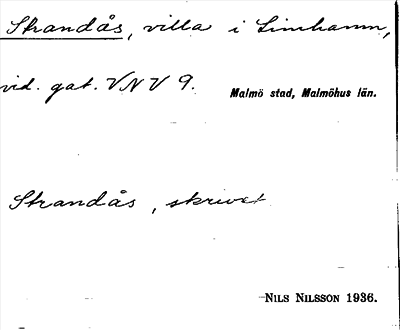 Strandås, villa i Limhamn,
vid. gat. VNV 9. Malmö stad, Malmöhus län.
Strandås, skrivet
NILS NILSSON 1936.